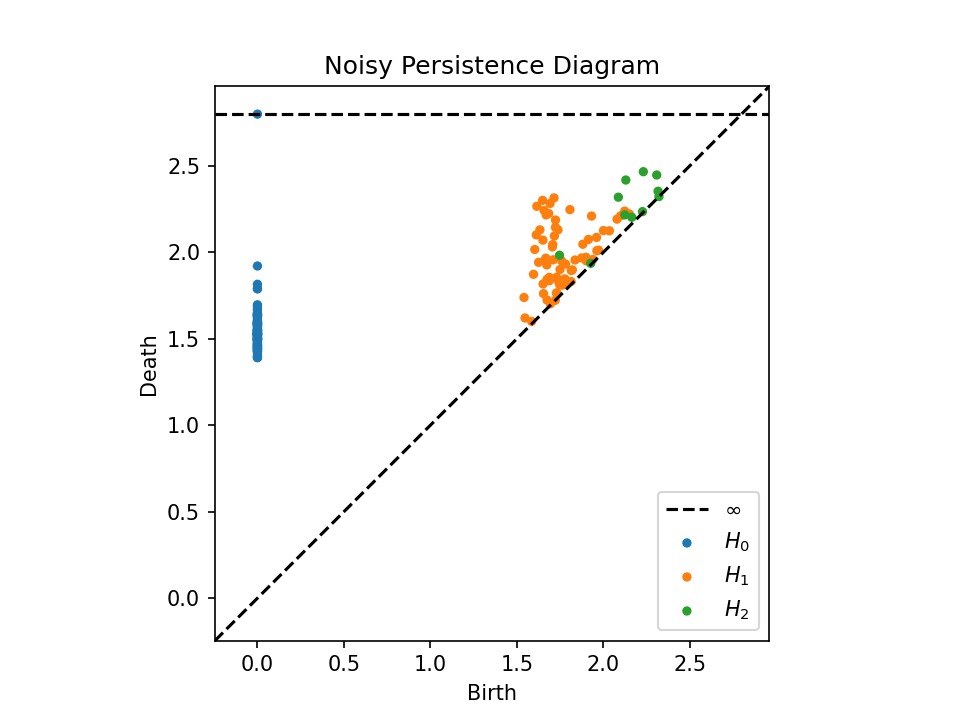 Noisy Persistence Diagram
Death
2.5
2.0
1.5
1.0
0.5
0.0
0.0 0.5 1.0 1.5 2.0 2.5
Birth
∞
H₀
H₁
H₂